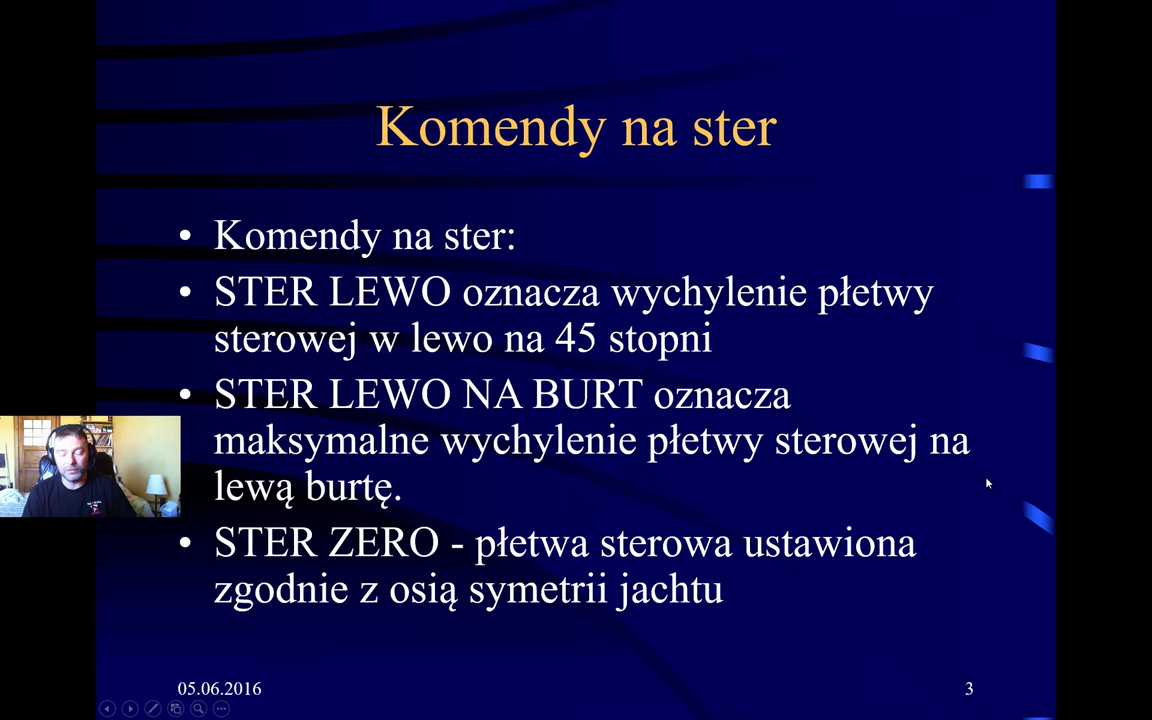 Komendy na ster
• Komendy na ster:
• STER LEWO oznacza wychylenie płetwy
sterowej w lewo na 45 stopni
• STER LEWO NA BURT oznacza
maksymalne wychylenie płetwy sterowej na
lewą burtę.
• STER ZERO - płetwa sterowa ustawiona
zgodnie z osią symetrii jachtu
05.06.2016
3